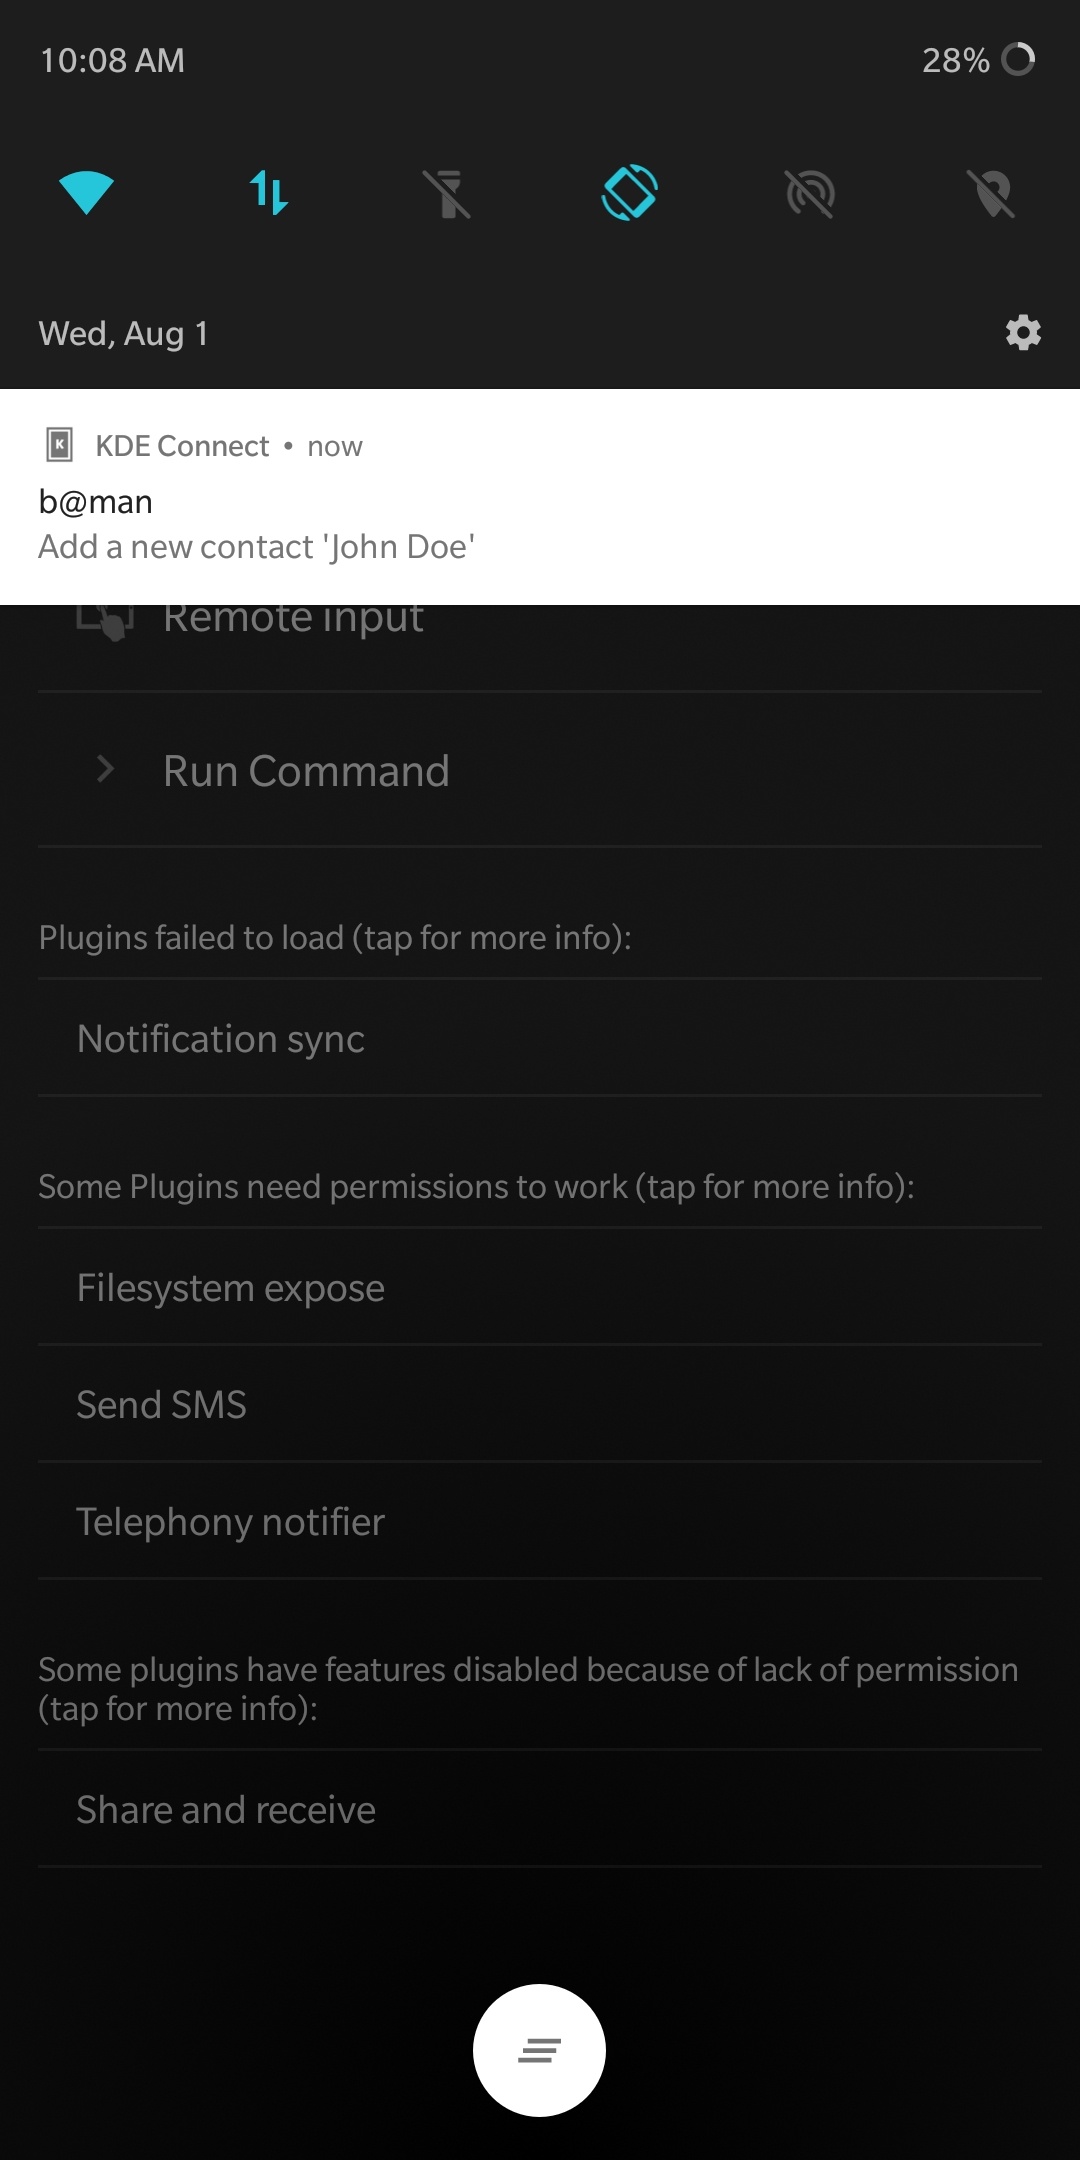 10:08 AM 28%
Wed, Aug 1
K KDE Connect • now
b@man
Add a new contact 'John Doe'
Remote input
Run Command
Plugins failed to load (tap for more info):
Notification sync
Some Plugins need permissions to work (tap for more info):
Filesystem expose
Send SMS
Telephony notifier
Some plugins have features disabled because of lack of permission
(tap for more info):
Share and receive